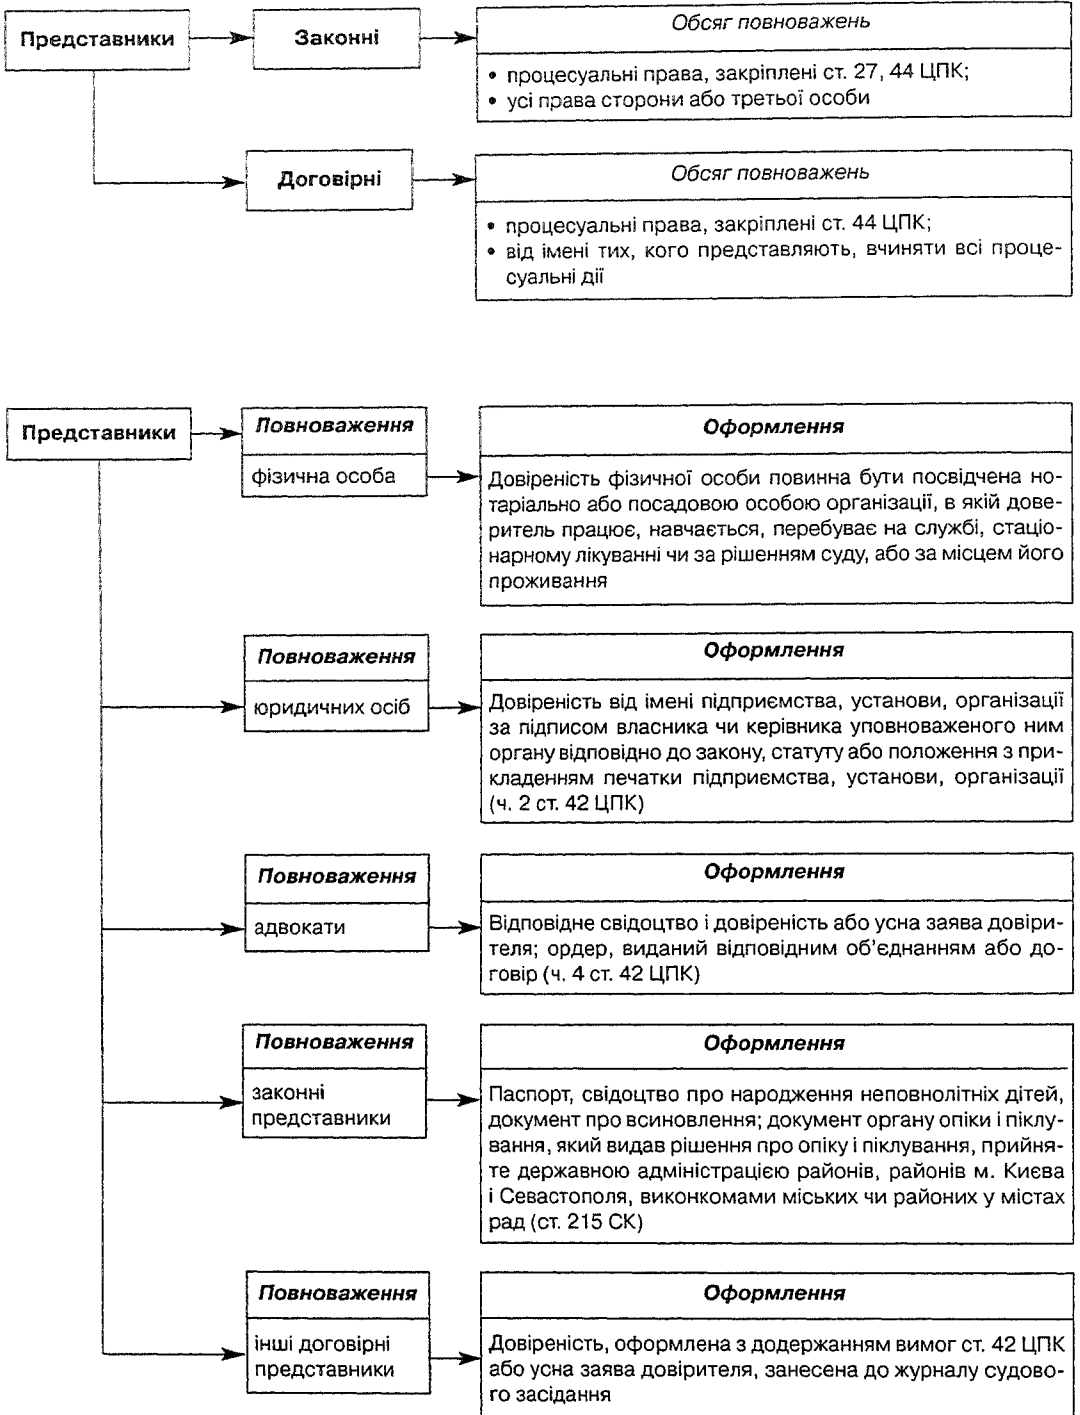 Представники
Законні
Обсяг повноважень
• процесуальні права, закріплені ст. 27, 44 ЦПК;
• усі права сторони або третьої особи
Договірні
Обсяг повноважень
• процесуальні права, закріплені ст. 44 ЦПК;
• від імені тих, кого представляють, вчиняти всі проце-
суальні дії
Представники
Повноваження
фізична особа
Оформлення
Довіреність фізичної особи повинна бути посвідчена но-
таріально або посадовою особою організації, в якій дове-
ритель працює, навчається, перебуває на службі, стаціо-
нарному лікуванні чи за рішенням суду, або за місцем його
проживання
Повноваження
юридичних осіб
Оформлення
Довіреність від імені підприємства, установи, організації
за підписом власника чи керівника уповноваженого ним
органу відповідно до закону, статуту або положення з при-
кладенням печатки підприємства, установи, організації
(ч. 2 ст. 42 ЦПК)
Повноваження
адвокати
Оформлення
Відповідне свідоцтво і довіреність або усна заява довіри-
теля; ордер, виданий відповідним об’єднанням або до-
говір (ч. 4 ст. 42 ЦПК)
Повноваження
законні
представники
Оформлення
Паспорт, свідоцтво про народження неповнолітніх дітей,
документ про всиновлення; документ органу опіки і піклу-
вання, який видав рішення про опіку і піклування, прийня-
те державною адміністрацією районів, районів м. Києва
і Севастополя, виконкомами міських чи районих у містах
рад (ст. 215 СК)
Повноваження
інші договірні
представники
Оформлення
Довіреність, оформлена з додержанням вимог ст. 42 ЦПК
або усна заява довірителя, занесена до журналу судово-
го засідання